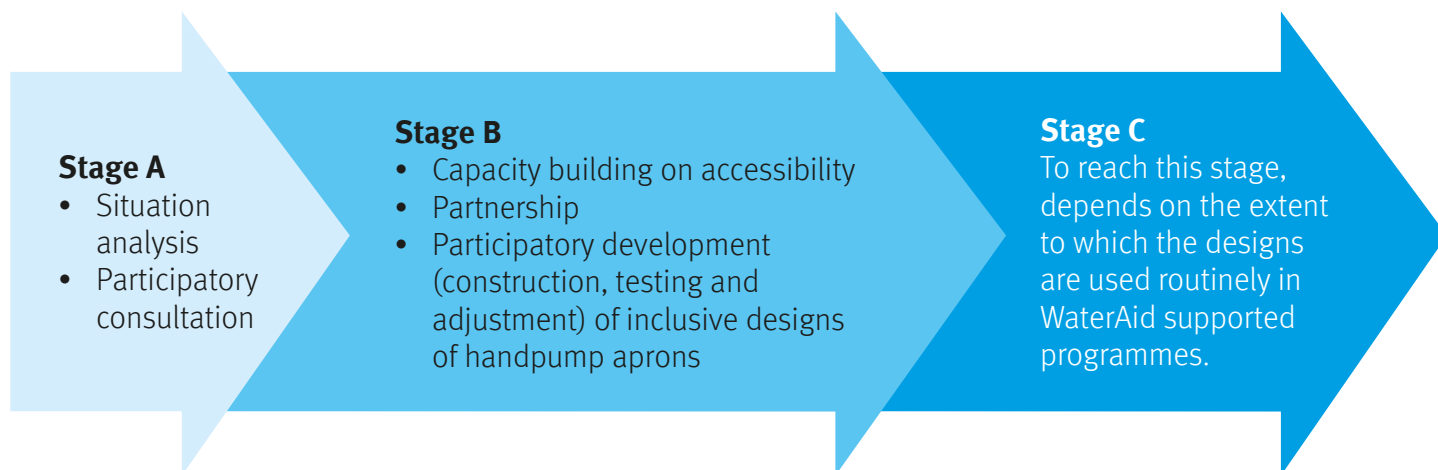 Stage A
• Situation
analysis
• Participatory
consultation
Stage B
• Capacity building on accessibility
• Partnership
• Participatory development
(construction, testing and
adjustment) of inclusive designs
of handpump aprons
Stage C
To reach this stage,
depends on the extent
to which the designs
are used routinely in
WaterAid supported
programmes.